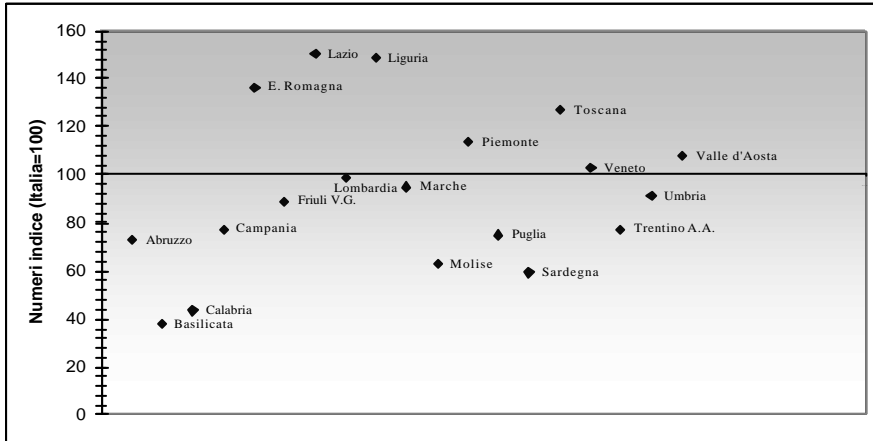 160
140
120
100
80
60
40
20
0
Numeri indice (Italia=100)
Lazio
Liguria
E. Romagna
Toscana
Piemonte
Valle d'Aosta
Veneto
Lombardia
Marche
Friuli V.G.
Umbria
Campania
Trentino A.A.
Abruzzo
Puglia
Molise
Sardegna
Calabria
Basilicata